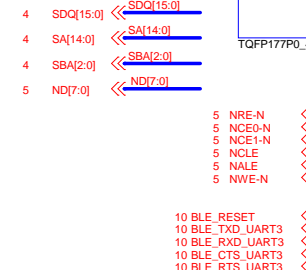 SDQ[15:0]
4 SDQ[15:0]
SA[14:0]
4 SA[14:0]
TQFP177P0_
SBA[2:0]
4 SBA[2:0]
ND[7:0]
5 ND[7:0]
5 NRE-N
5 NCE0-N
5 NCE1-N
5 NCLE
5 NALE
5 NWE-N
10 BLE_RESET
10 BLE_TXD_UART3
10 BLE_RXD_UART3
10 BLE_CTS_UART3
10 BLE_RTS_UART3